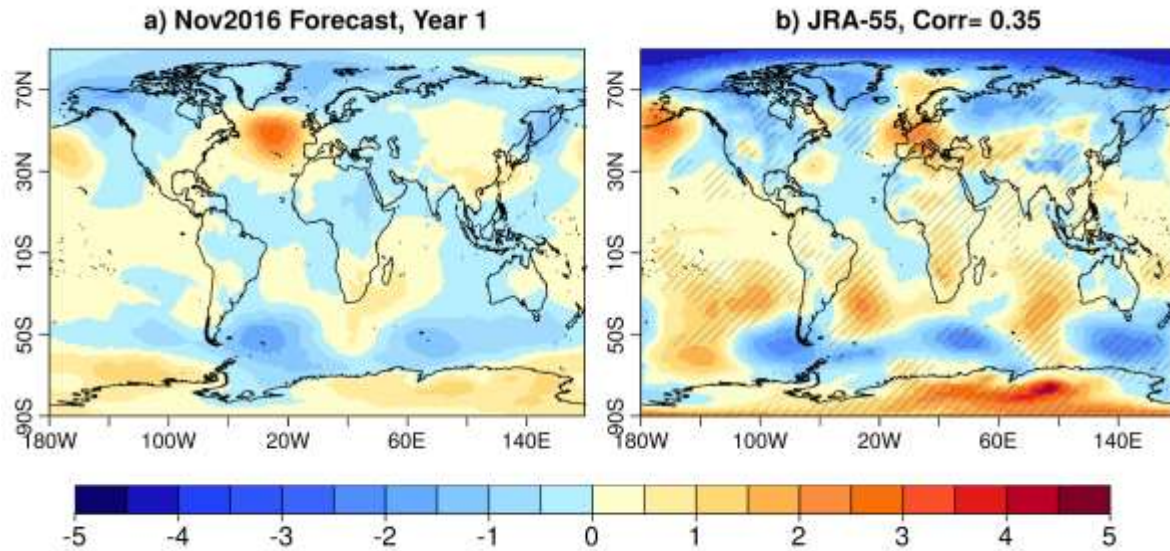 a) Nov2016 Forecast, Year 1
b) JRA-55, Corr= 0.35
70N
30N
10S
50S
90S
180W 100W 20W 60E 140E
70N
30N
10S
50S
90S
180W 100W 20W 60E 140E
-5 -4 -3 -2 -1 0 1 2 3 4 5